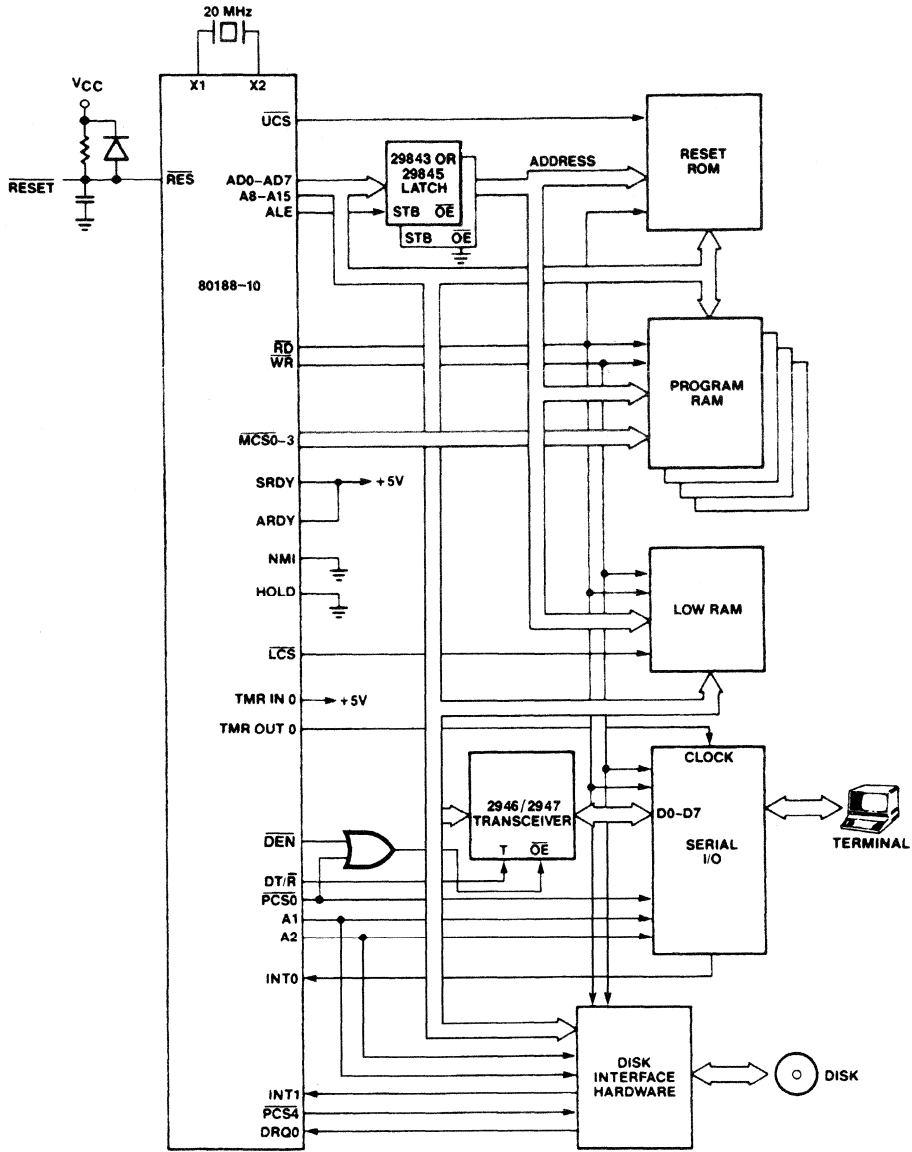 20 MHz
VCC
X1 X2
UCS
RESET
RES
AD0-AD7
A8-A15
ALE
29843 OR
29845
LATCH
STB OE
STB OE
ADDRESS
RESET
ROM
80188-10
RD
WR
PROGRAM
RAM
MCS0-3
SRDY
+5V
ARDY
NMI
HOLD
LOW RAM
LCS
TMR IN 0
+5V
TMR OUT 0
CLOCK
2946/2947
TRANSCEIVER
T OE
D0-D7
SERIAL
I/O
TERMINAL
DEN
DT/R
PCS0
A1
A2
INT0
DISK
INTERFACE
HARDWARE
DISK
INT1
PCS4
DRQ0